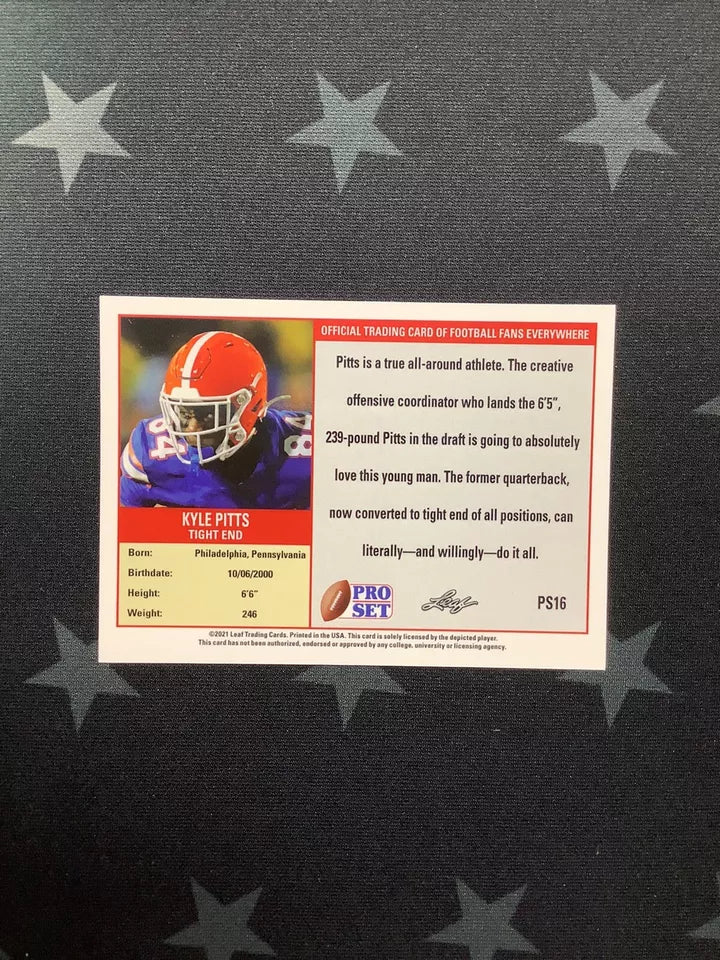 OFFICIAL TRADING CARD OF FOOTBALL FANS EVERYWHERE
Pitts is a true all-around athlete. The creative
offensive coordinator who lands the 6'5",
239-pound Pitts in the draft is going to absolutely
love this young man. The former quarterback,
now converted to tight end of all positions, can
literally—and willingly—do it all.
84
84
KYLE PITTS
TIGHT END
Born: Philadelphia, Pennsylvania
Birthdate: 10/06/2000
Height: 6'6"
Weight: 246
PRO
SET
Leaf
PS16
©2021 Leaf Trading Cards. Printed in the USA. This card is solely licensed by the depicted player.
This card has not been authorized, endorsed or approved by any college, university or licensing agency.